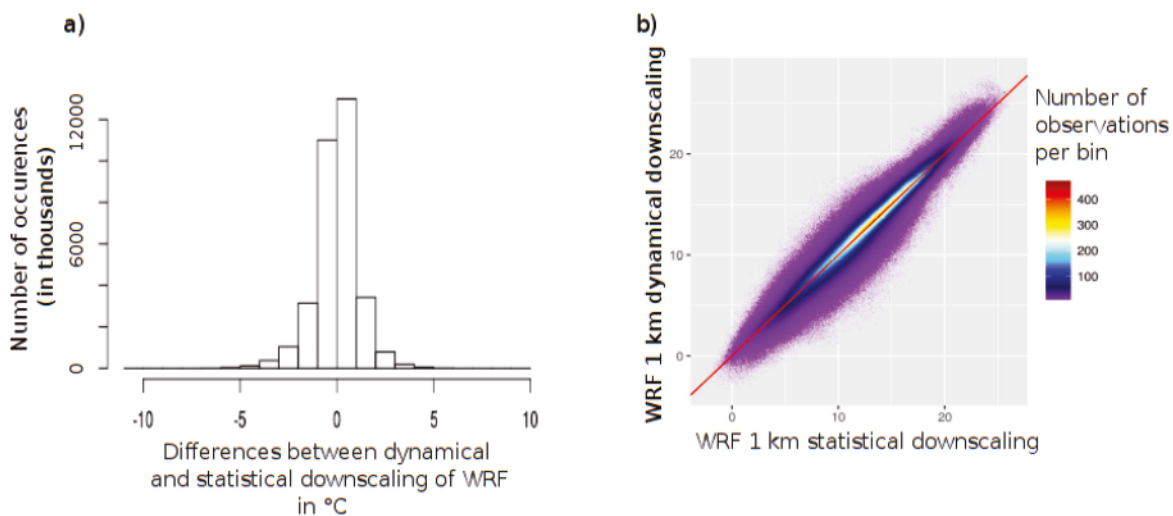 a)
Number of occurences
(in thousands)
12000
6000
0
-10
-5
0
5
10
Differences between dynamical
and statistical downscaling of WRF
in °C
b)
WRF 1 km dynamical downscaling
20
10
0
0
10
20
WRF 1 km statistical downscaling
Number of
observations
per bin
400
300
200
100